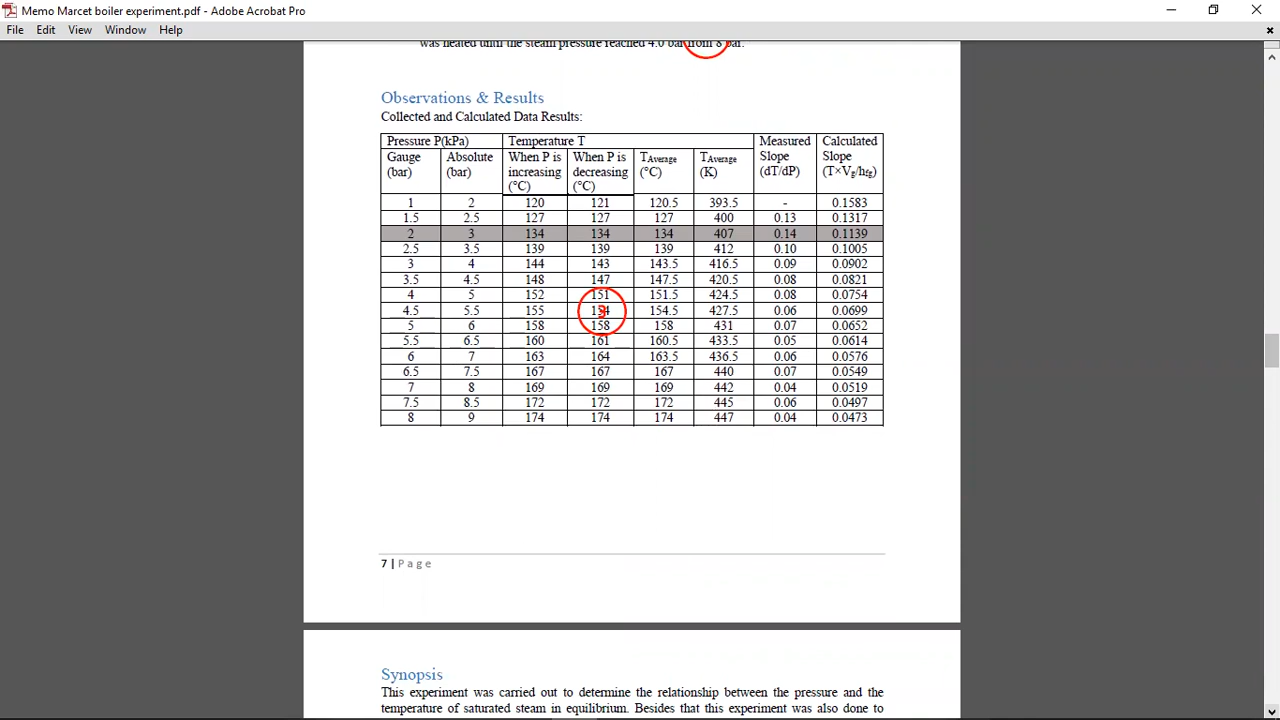 Memo Marcet boiler experiment.pdf - Adobe Acrobat Pro
File Edit View Window Help
was heated until the steam pressure reached 4.0 bar from 8 bar.
Observations & Results
Collected and Calculated Data Results:
Pressure P(kPa) Temperature T Measured Slope (dT/dP) Calculated Slope (T×Vg/hfg)
Gauge (bar) Absolute (bar) When P is increasing (°C) When P is decreasing (°C) TAverage (°C) TAverage (K)
1 2 120 121 120.5 393.5 - 0.1583
1.5 2.5 127 127 127 400 0.13 0.1317
2 3 134 134 134 407 0.14 0.1139
2.5 3.5 139 139 139 412 0.10 0.1005
3 4 144 143 143.5 416.5 0.09 0.0902
3.5 4.5 148 147 147.5 420.5 0.08 0.0821
4 5 152 151 151.5 424.5 0.08 0.0754
4.5 5.5 155 154.5 427.5 0.06 0.0699
5 6 158 158 158 431 0.07 0.0652
5.5 6.5 160 161 160.5 433.5 0.05 0.0614
6 7 163 164 163.5 436.5 0.06 0.0576
6.5 7.5 167 167 167 440 0.07 0.0549
7 8 169 169 169 442 0.04 0.0519
7.5 8.5 172 172 172 445 0.06 0.0497
8 9 174 174 174 447 0.04 0.0473
7 | Page
Synopsis
This experiment was carried out to determine the relationship between the pressure and the
temperature of saturated steam in equilibrium. Besides that this experiment was also done to